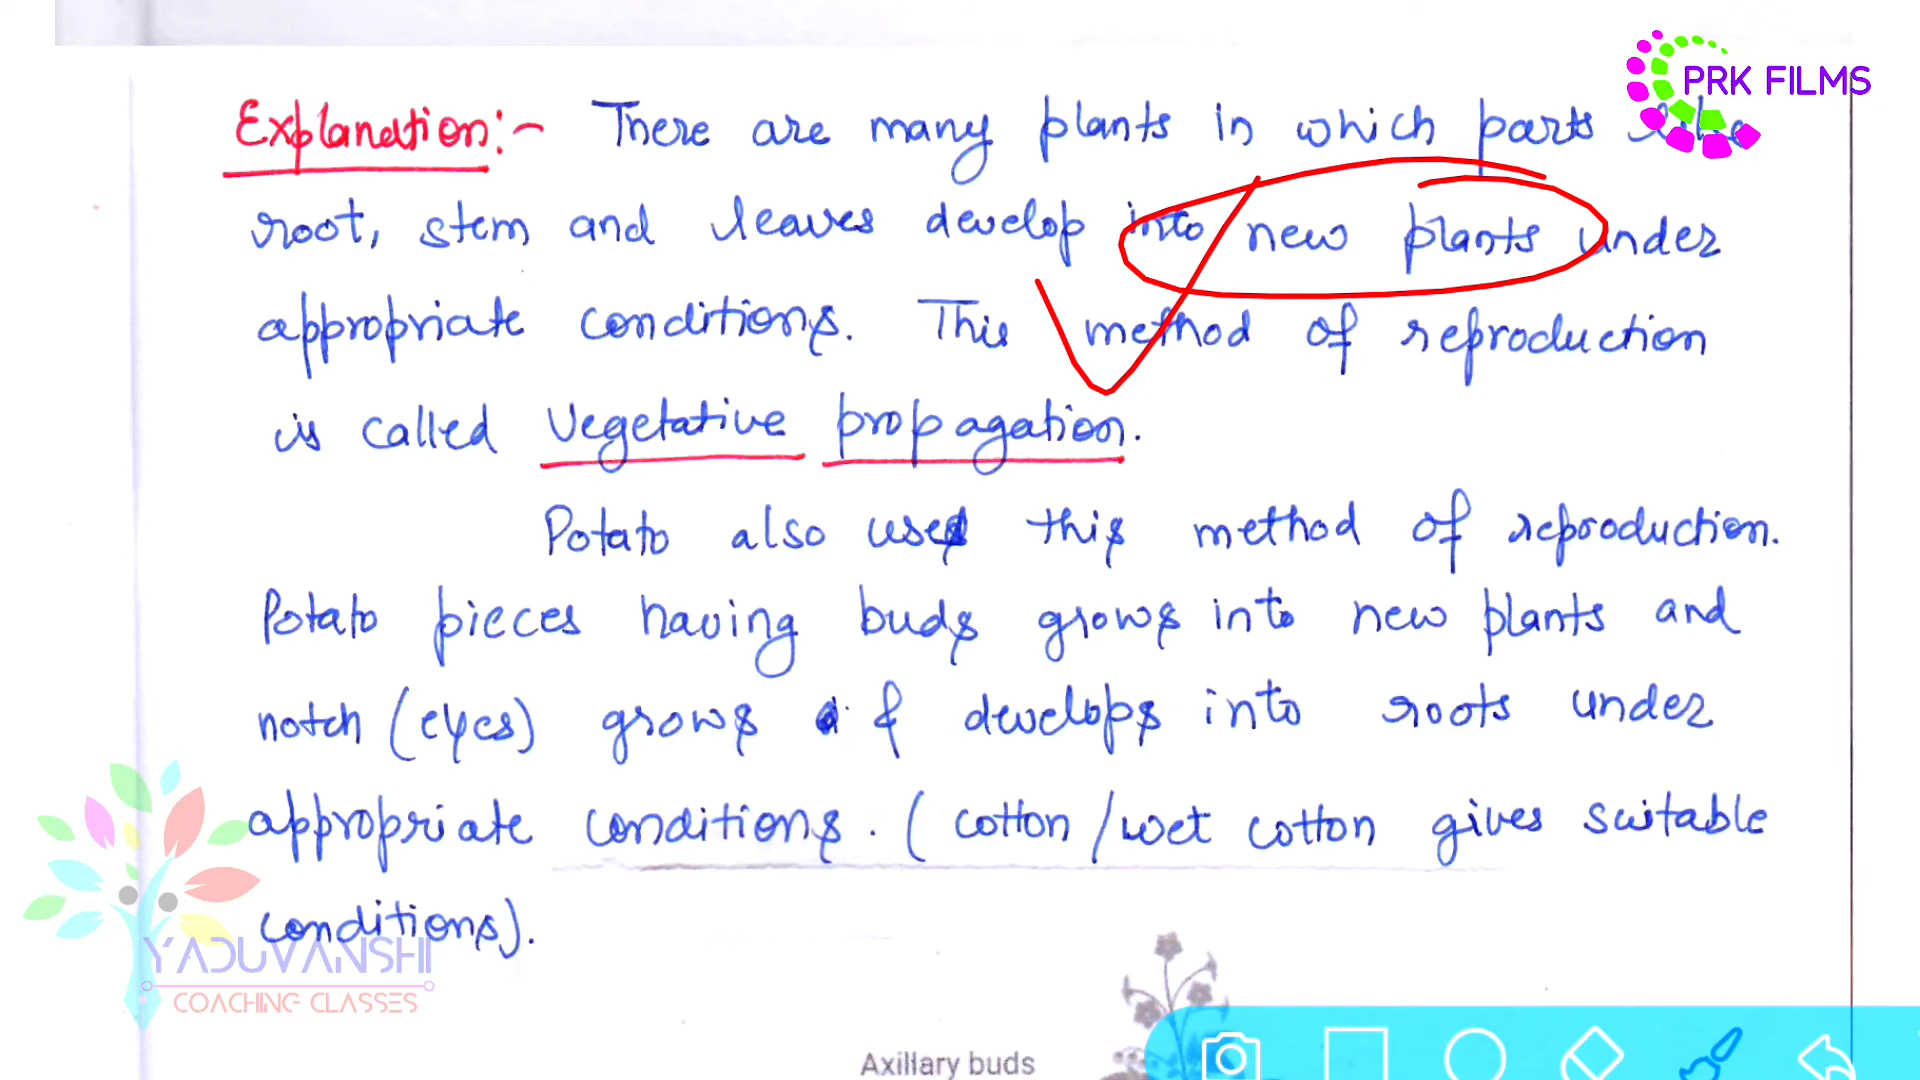 PRK FILMS
Explanation:- There are many plants in which parts like
root, stem and leaves develop into new plants under
appropriate conditions. This method of reproduction
is called Vegetative propagation.
Potato also uses this method of reproduction.
Potato pieces having buds grows into new plants and
notch (eyes) grows & develops into roots under
appropriate conditions. (cotton/wet cotton gives suitable
conditions).
YADUVANSHI
COACHING CLASSES
Axillary buds